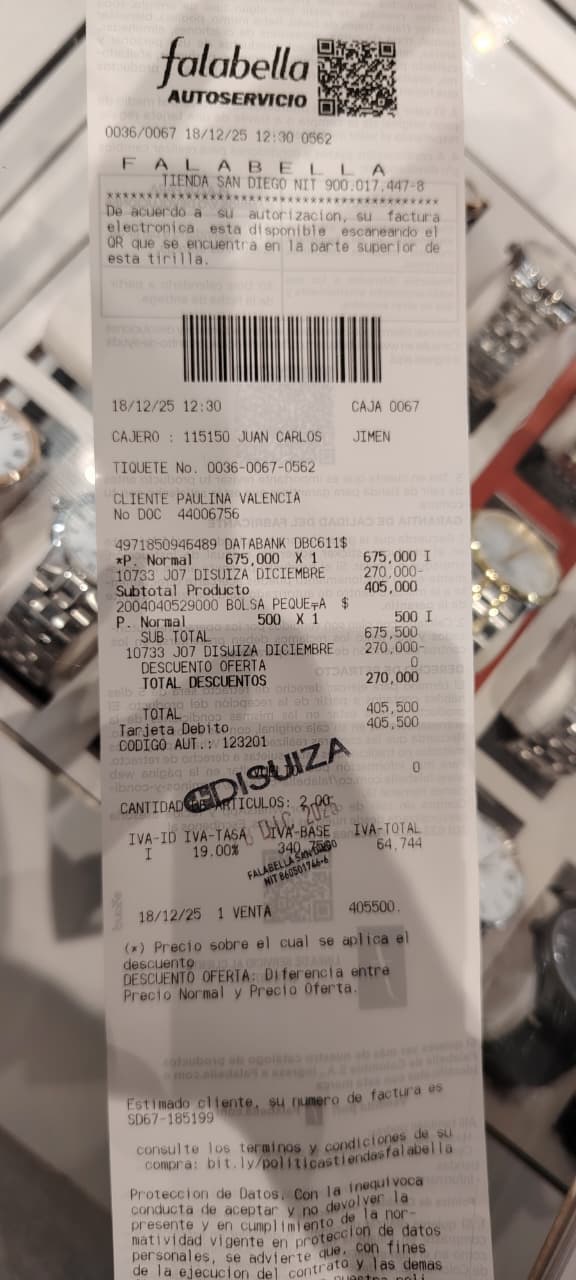 falabella
AUTOSERVICIO
0036/0067 18/12/25 12:30 0562
F A L A B E L L A
TIENDA SAN DIEGO NIT 900.017.447-8
****************************************
De acuerdo a su autorizacion, su factura
electronica esta disponible escaneando el
QR que se encuentra en la parte superior de
esta tirilla.
18/12/25 12:30 CAJA 0067
CAJERO : 115150 JUAN CARLOS JIMEN
TIQUETE No. 0036-0067-0562
CLIENTE PAULINA VALENCIA
No DOC 44006756
4971850946489 DATABANK DBC611$
*P. Normal 675,000 X 1 675,000 I
10733 J07 DISUIZA DICIEMBRE 270,000-
Subtotal Producto 405,000
2004040529000 BOLSA PEQUE┬A $
P. Normal 500 X 1 500 I
SUB TOTAL 675,500
10733 J07 DISUIZA DICIEMBRE 270,000-
DESCUENTO OFERTA 0
TOTAL DESCUENTOS 270,000
TOTAL 405,500
Tarjeta Debito 405,500
CODIGO AUT.: 123201
0
DISUIZA
CANTIDAD ARTICULOS: 2.00
DIC 2025
IVA-ID IVA-TASA IVA-BASE IVA-TOTAL
I 19.00% 340, 64,744
FALABELLA SAN DIEGO
NIT 860501746-6
18/12/25 1 VENTA 405500.
(*) Precio sobre el cual se aplica el
descuento
DESCUENTO OFERTA: Diferencia entre
Precio Normal y Precio Oferta.
Estimado cliente, su numero de factura es
SD67-185199
consulte los terminos y condiciones de su
compra: bit.ly/politicastiendasfalabella
Proteccion de Datos. Con la inequivoca
conducta de aceptar y no devolver la
presente y en cumplimiento de la nor-
matividad vigente en proteccion de datos
personales, se advierte que, con fines
de la ejecucion del contrato y las demas